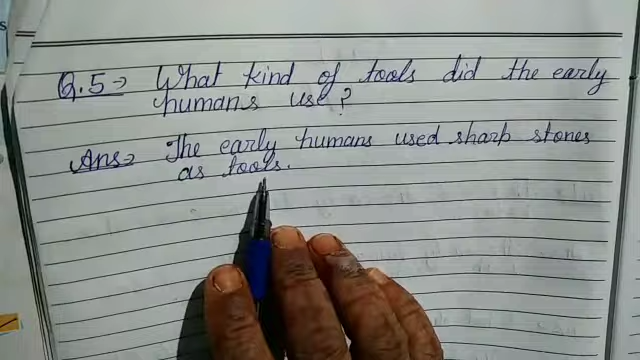 Q.5→ What kind of tools did the early
humans use?
Ans→ The early humans used sharp stones
as tools.